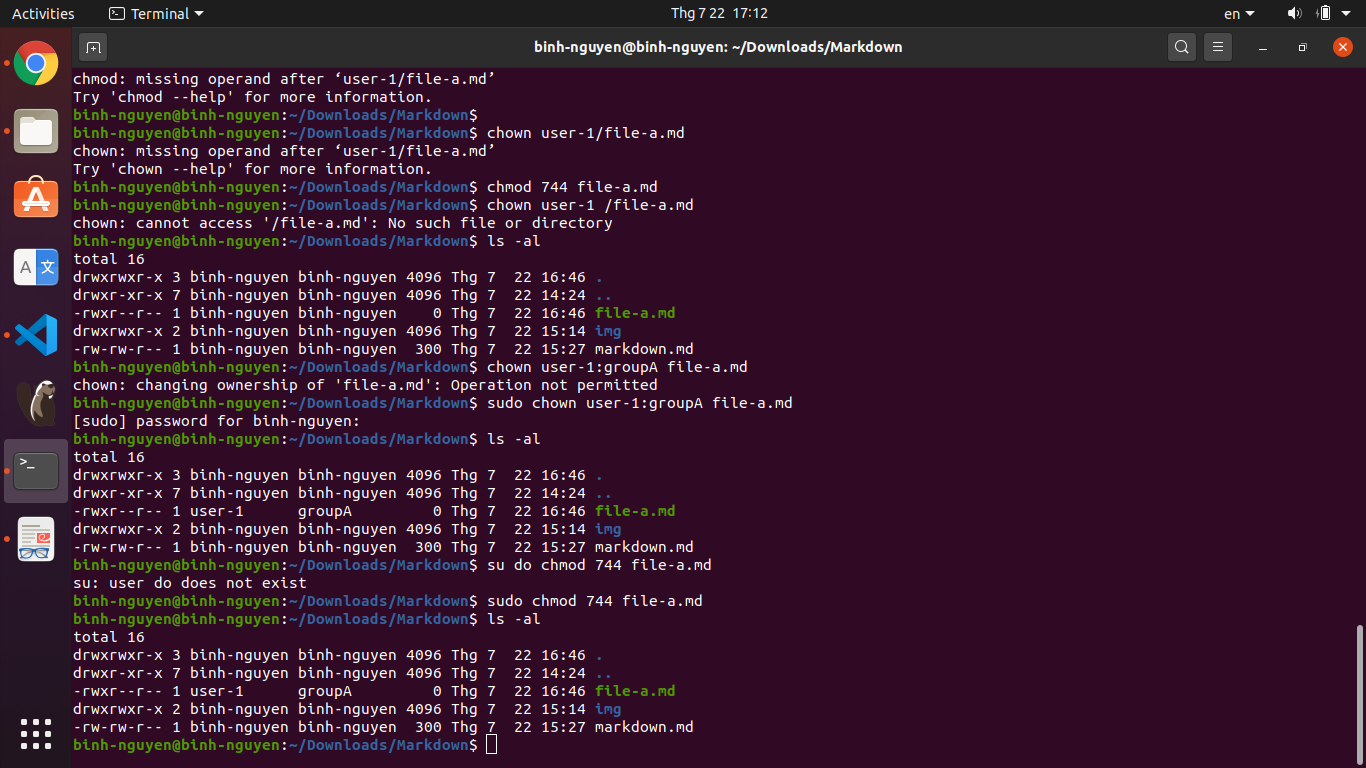 Activities Terminal Thg 7 22 17:12 en
binh-nguyen@binh-nguyen: ~/Downloads/Markdown
chmod: missing operand after ‘user-1/file-a.md’
Try 'chmod --help' for more information.
binh-nguyen@binh-nguyen:~/Downloads/Markdown$
binh-nguyen@binh-nguyen:~/Downloads/Markdown$ chown user-1/file-a.md
chown: missing operand after ‘user-1/file-a.md’
Try 'chown --help' for more information.
binh-nguyen@binh-nguyen:~/Downloads/Markdown$ chmod 744 file-a.md
binh-nguyen@binh-nguyen:~/Downloads/Markdown$ chown user-1 /file-a.md
chown: cannot access '/file-a.md': No such file or directory
binh-nguyen@binh-nguyen:~/Downloads/Markdown$ ls -al
total 16
drwxrwxr-x 3 binh-nguyen binh-nguyen 4096 Thg 7  22 16:46 .
drwxr-xr-x 7 binh-nguyen binh-nguyen 4096 Thg 7  22 14:24 ..
-rwxr--r-- 1 binh-nguyen binh-nguyen    0 Thg 7  22 16:46 file-a.md
drwxrwxr-x 2 binh-nguyen binh-nguyen 4096 Thg 7  22 15:14 img
-rw-rw-r-- 1 binh-nguyen binh-nguyen  300 Thg 7  22 15:27 markdown.md
binh-nguyen@binh-nguyen:~/Downloads/Markdown$ chown user-1:groupA file-a.md
chown: changing ownership of 'file-a.md': Operation not permitted
binh-nguyen@binh-nguyen:~/Downloads/Markdown$ sudo chown user-1:groupA file-a.md
[sudo] password for binh-nguyen:
binh-nguyen@binh-nguyen:~/Downloads/Markdown$ ls -al
total 16
drwxrwxr-x 3 binh-nguyen binh-nguyen 4096 Thg 7  22 16:46 .
drwxr-xr-x 7 binh-nguyen binh-nguyen 4096 Thg 7  22 14:24 ..
-rwxr--r-- 1 user-1      groupA         0 Thg 7  22 16:46 file-a.md
drwxrwxr-x 2 binh-nguyen binh-nguyen 4096 Thg 7  22 15:14 img
-rw-rw-r-- 1 binh-nguyen binh-nguyen  300 Thg 7  22 15:27 markdown.md
binh-nguyen@binh-nguyen:~/Downloads/Markdown$ su do chmod 744 file-a.md
su: user do does not exist
binh-nguyen@binh-nguyen:~/Downloads/Markdown$ sudo chmod 744 file-a.md
binh-nguyen@binh-nguyen:~/Downloads/Markdown$ ls -al
total 16
drwxrwxr-x 3 binh-nguyen binh-nguyen 4096 Thg 7  22 16:46 .
drwxr-xr-x 7 binh-nguyen binh-nguyen 4096 Thg 7  22 14:24 ..
-rwxr--r-- 1 user-1      groupA         0 Thg 7  22 16:46 file-a.md
drwxrwxr-x 2 binh-nguyen binh-nguyen 4096 Thg 7  22 15:14 img
-rw-rw-r-- 1 binh-nguyen binh-nguyen  300 Thg 7  22 15:27 markdown.md
binh-nguyen@binh-nguyen:~/Downloads/Markdown$